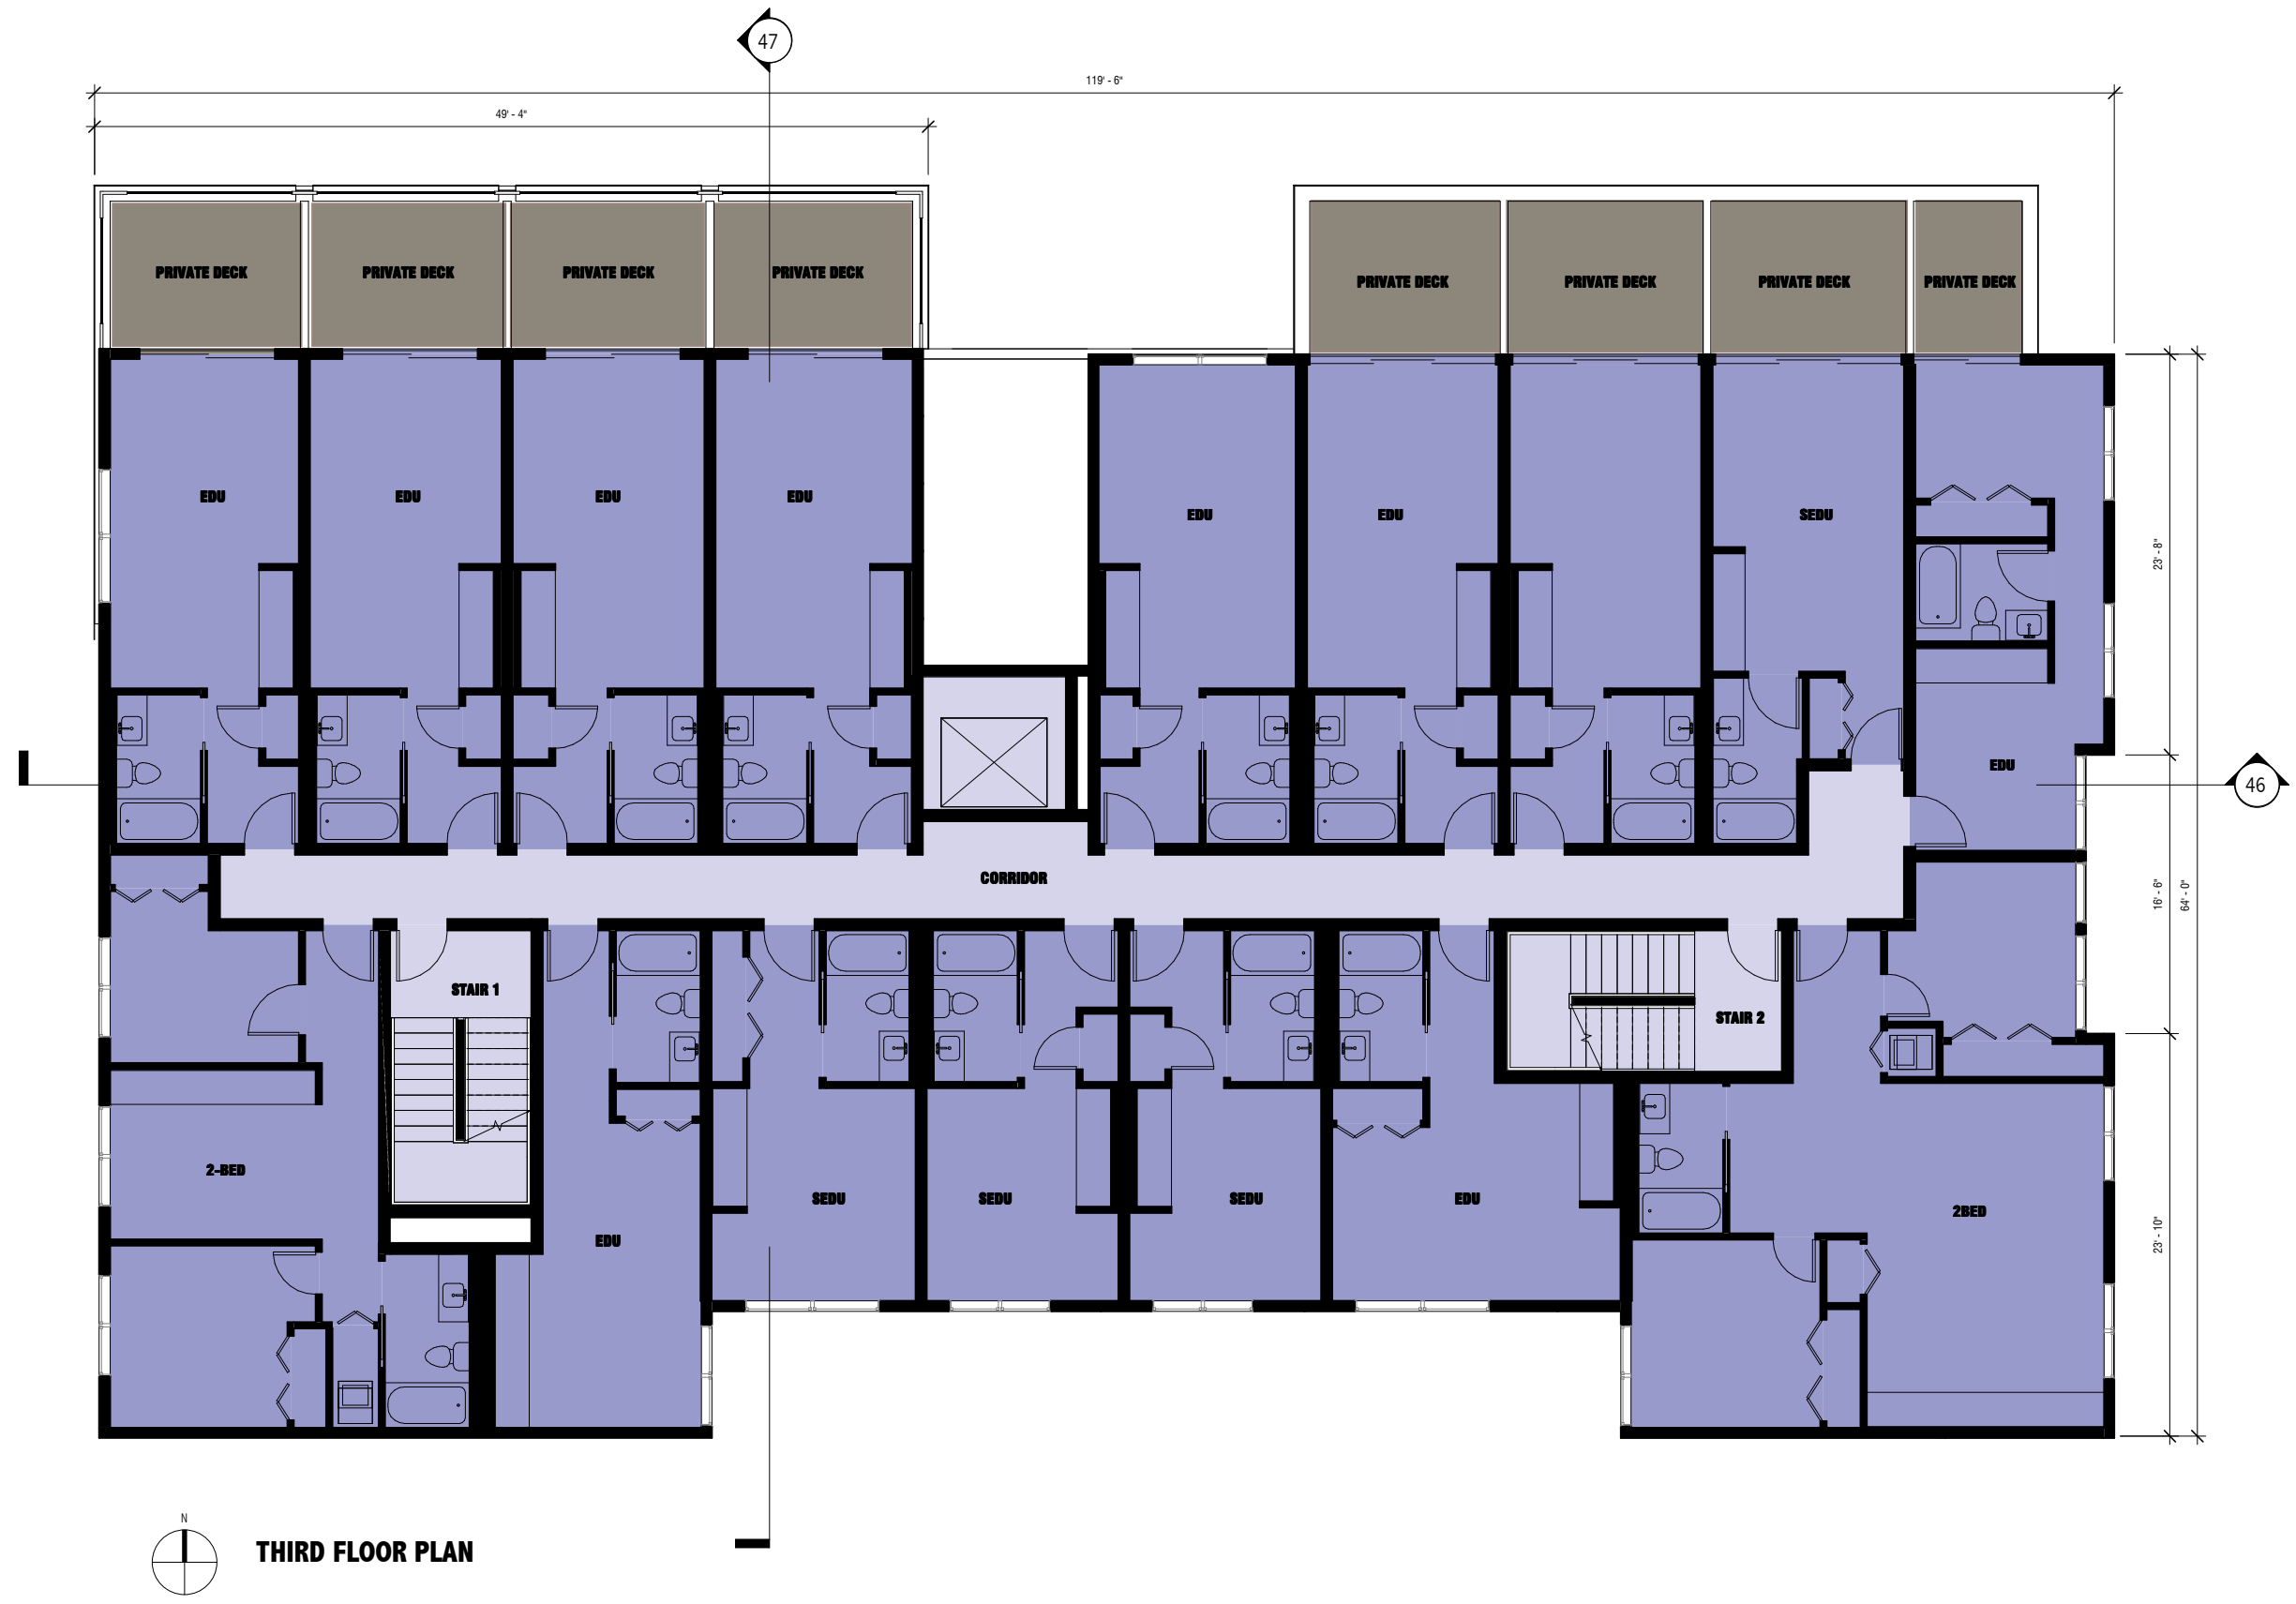 47
119' - 6"
49' - 4"
PRIVATE DECK
PRIVATE DECK
PRIVATE DECK
PRIVATE DECK
PRIVATE DECK
PRIVATE DECK
PRIVATE DECK
PRIVATE DECK
EDU
EDU
EDU
EDU
EDU
EDU
SEDU
23' - 8"
EDU
46
CORRIDOR
16' - 6"
64' - 0"
STAIR 1
STAIR 2
2-BED
SEDU
SEDU
SEDU
EDU
2BED
EDU
23' - 10"
N
THIRD FLOOR PLAN